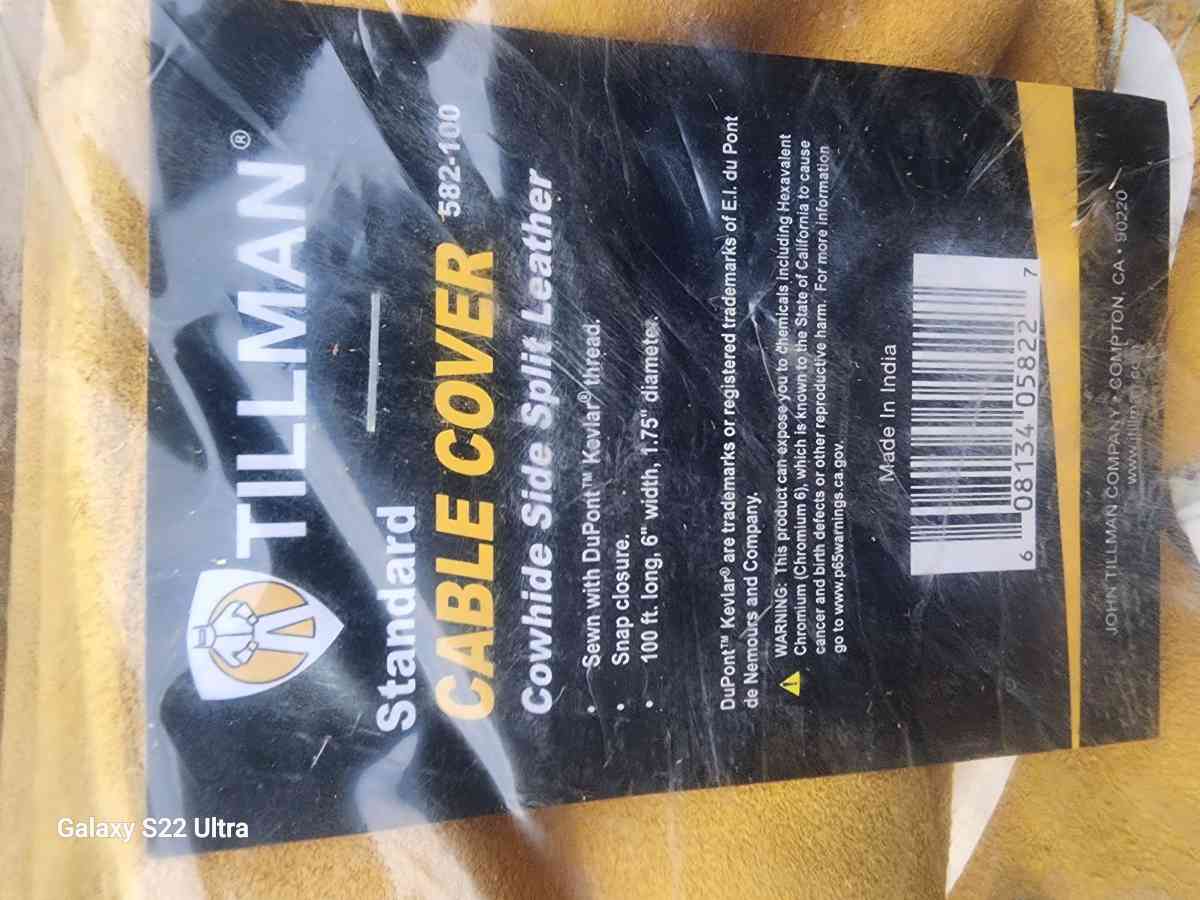 TILLMAN®
Standard
CABLE COVER 582-100
Cowhide Side Split Leather
• Sewn with DuPont™ Kevlar® thread.
• Snap closure.
• 100 ft. long, 6" width, 1.75" diameter.
DuPont™ Kevlar® are trademarks or registered trademarks of E.I. du Pont
de Nemours and Company.
WARNING: This product can expose you to chemicals including Hexavalent
Chromium (Chromium 6), which is known to the State of California to cause
cancer and birth defects or other reproductive harm. For more information
go to www.p65warnings.ca.gov.
Made In India
6 08134 05822 7
JOHN TILLMAN COMPANY • COMPTON, CA • 90220
Galaxy S22 Ultra